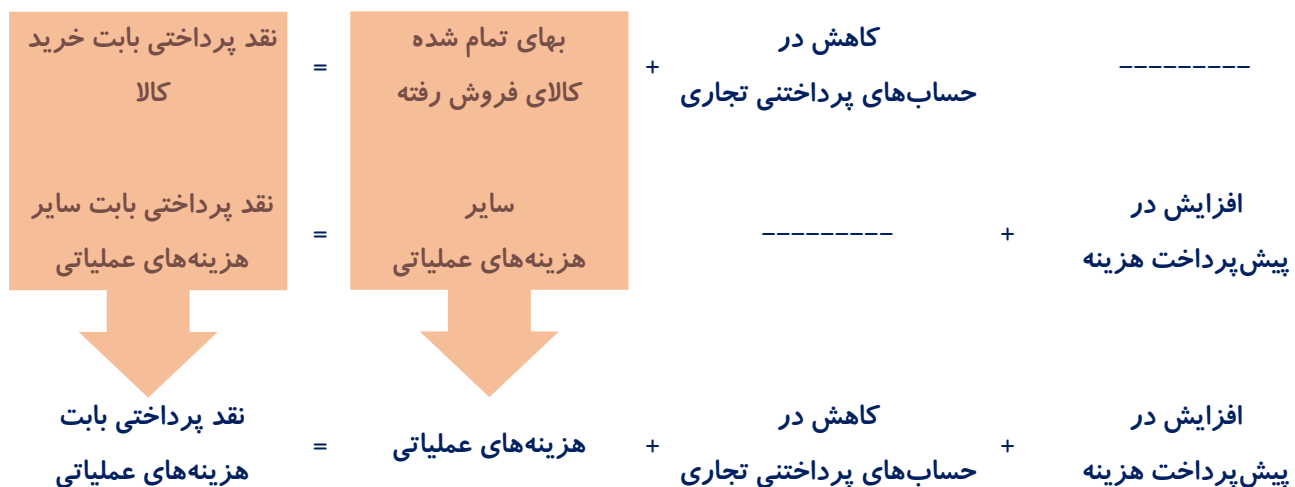 نقد پرداختی بابت خرید
کالا
=
بهای تمام شده
کالای فروش رفته
+
کاهش در
حساب‌های پرداختنی تجاری
---------
نقد پرداختی بابت سایر
هزینه‌های عملیاتی
=
سایر
هزینه‌های عملیاتی
---------
+
افزایش در
پیش‌پرداخت هزینه
نقد پرداختی بابت
هزینه‌های عملیاتی
=
هزینه‌های عملیاتی
+
کاهش در
حساب‌های پرداختنی تجاری
+
افزایش در
پیش‌پرداخت هزینه